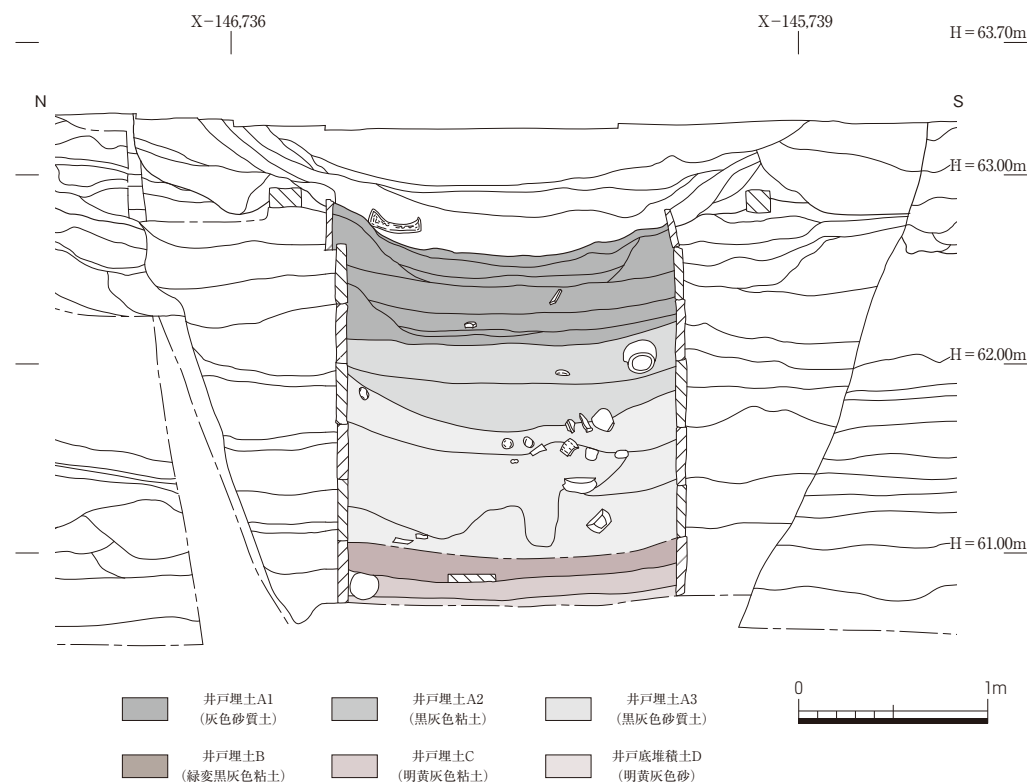 X−146,736
X−145,739
H＝63.70m
N
S
H＝63.00m
H＝62.00m
H＝61.00m
井戸埋土A1
（灰色砂質土）
井戸埋土A2
（黒灰色粘土）
井戸埋土A3
（黒灰色砂質土）
0
1m
井戸埋土B
（緑変黒灰色粘土）
井戸埋土C
（明黄灰色粘土）
井戸底堆積土D
（明黄灰色砂）